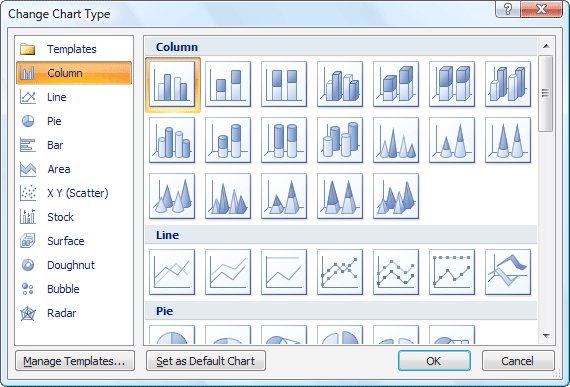 Change Chart Type
Templates
Column
Line
Pie
Bar
Area
X Y (Scatter)
Stock
Surface
Doughnut
Bubble
Radar
Column
Line
Pie
Manage Templates...
Set as Default Chart
OK
Cancel